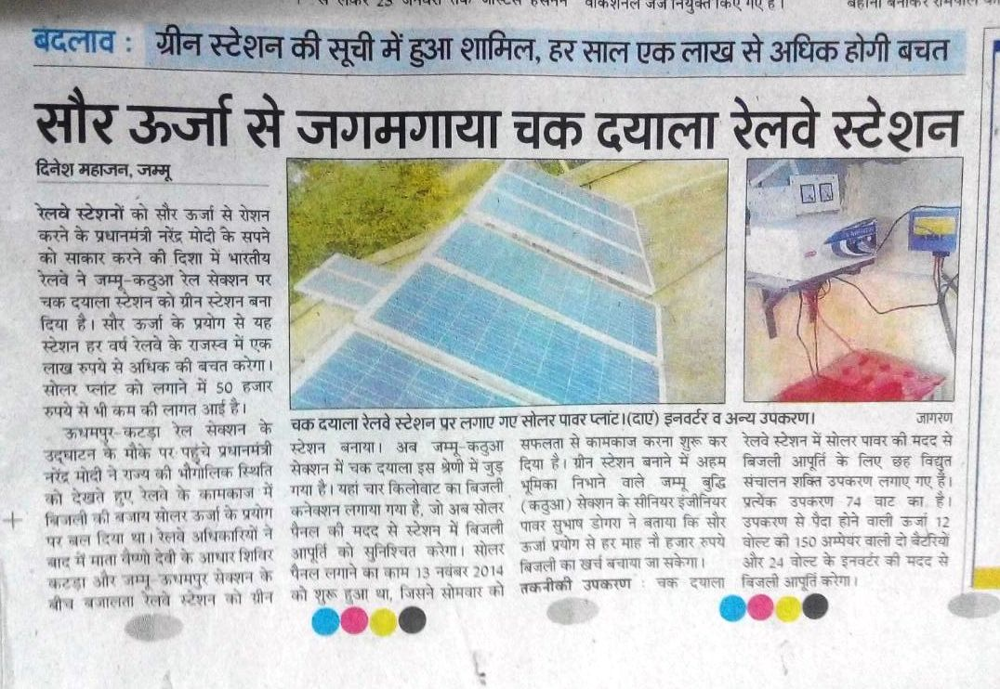 से लेकर 25 जनवरी तक जस्टिस हसनैन
वोकेशनल जज नियुक्त किए गए हैं।
बदलाव : ग्रीन स्टेशन की सूची में हुआ शामिल, हर साल एक लाख से अधिक होगी बचत
सौर ऊर्जा से जगमगाया चक दयाला रेलवे स्टेशन
दिनेश महाजन, जम्मू
रेलवे स्टेशनों को सौर ऊर्जा से रोशन
करने के प्रधानमंत्री नरेंद्र मोदी के सपने
को साकार करने की दिशा में भारतीय
रेलवे ने जम्मू-कठुआ रेल सेक्शन पर
चक दयाला स्टेशन को ग्रीन स्टेशन बना
दिया है। सौर ऊर्जा के प्रयोग से यह
स्टेशन हर वर्ष रेलवे के राजस्व में एक
लाख रुपये से अधिक की बचत करेगा।
सोलर प्लांट को लगाने में 50 हजार
रुपये से भी कम की लागत आई है।
ऊधमपुर-कटड़ा रेल सेक्शन के
उद्घाटन के मौके पर पहुंचे प्रधानमंत्री
नरेंद्र मोदी ने राज्य की भौगोलिक स्थिति
को देखते हुए रेलवे के कामकाज में
बिजली की बजाय सोलर ऊर्जा के प्रयोग
पर बल दिया था। रेलवे अधिकारियों ने
बाद में माता वैष्णो देवी के आधार शिविर
कटड़ा और जम्मू ऊधमपुर सेक्शन के
बीच बजालता रेलवे स्टेशन को ग्रीन
चक दयाला रेलवे स्टेशन पर लगाए गए सोलर पावर प्लांट।(दाएं) इनवर्टर व अन्य उपकरण। जागरण
स्टेशन बनाया। अब जम्मू-कठुआ
सेक्शन में चक दयाला इस श्रेणी में जुड़
गया है। यहां चार किलोवाट का बिजली
कनेक्शन लगाया गया है, जो अब सोलर
पैनल की मदद से स्टेशन में बिजली
आपूर्ति को सुनिश्चित करेगा। सोलर
पैनल लगाने का काम 13 नवंबर 2014
को शुरू हुआ था, जिसने सोमवार को
सफलता से कामकाज करना शुरू कर
दिया है। ग्रीन स्टेशन बनाने में अहम
भूमिका निभाने वाले जम्मू बुद्धि
(कठुआ) सेक्शन के सीनियर इंजीनियर
पावर सुभाष डोगरा ने बताया कि सौर
ऊर्जा प्रयोग से हर माह नौ हजार रुपये
बिजली का खर्च बचाया जा सकेगा।
तकनीकी उपकरण : चक दयाला
रेलवे स्टेशन में सोलर पावर की मदद से
बिजली आपूर्ति के लिए छह विद्युत
संचालन शक्ति उपकरण लगाए गए हैं।
प्रत्येक उपकरण 74 वाट का है।
उपकरण से पैदा होने वाली ऊर्जा 12
वोल्ट की 150 अम्पेयर वाली दो बैटरियों
और 24 वोल्ट के इनवर्टर की मदद से
बिजली आपूर्ति करेगा।